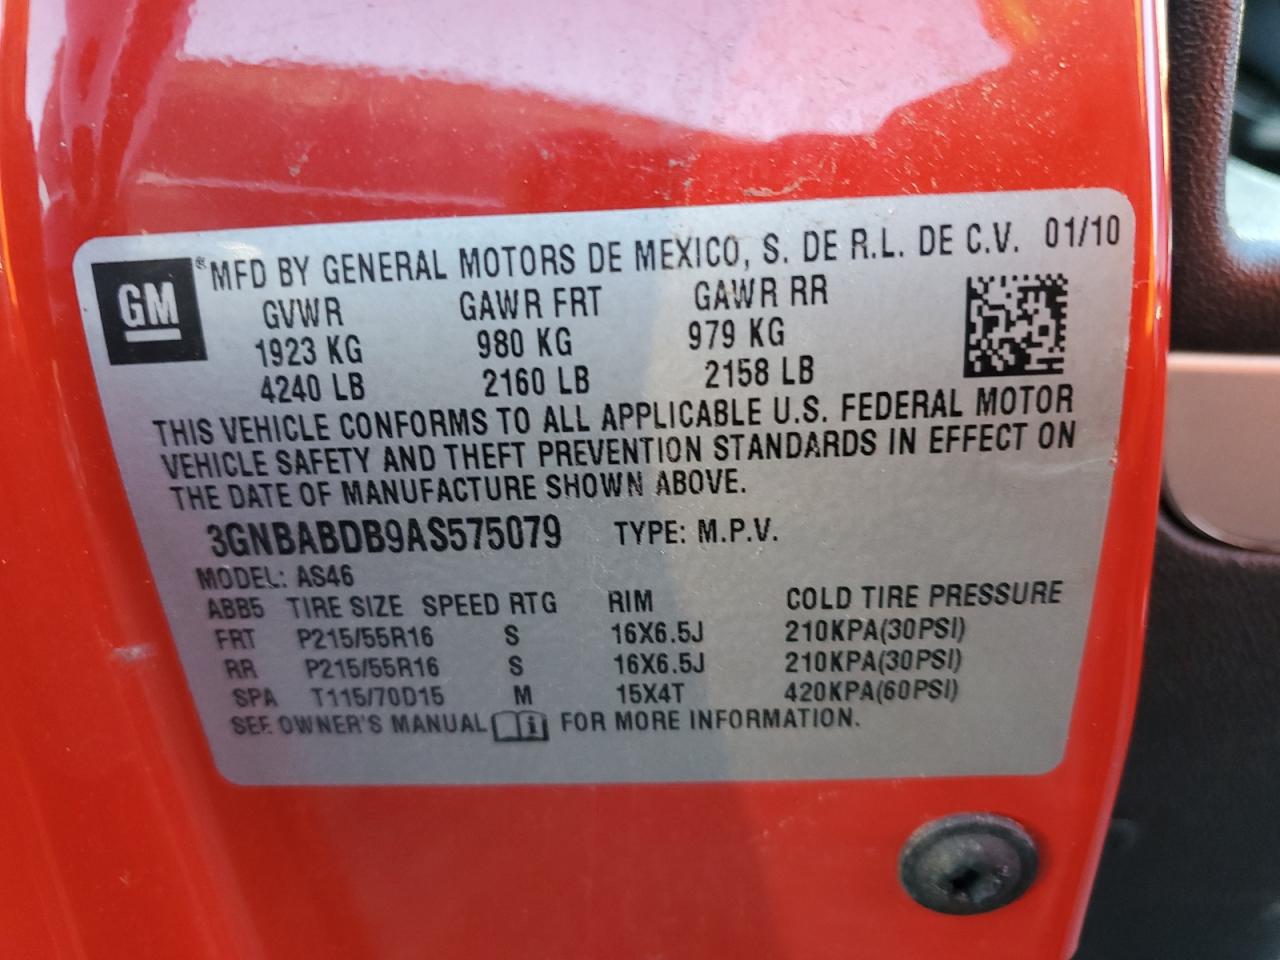 GM ® MFD BY GENERAL MOTORS DE MEXICO, S. DE R.L. DE C.V. 01/10
GVWR GAWR FRT GAWR RR
1923 KG 980 KG 979 KG
4240 LB 2160 LB 2158 LB
THIS VEHICLE CONFORMS TO ALL APPLICABLE U.S. FEDERAL MOTOR
VEHICLE SAFETY AND THEFT PREVENTION STANDARDS IN EFFECT ON
THE DATE OF MANUFACTURE SHOWN ABOVE.
3GNBABDB9AS575079 TYPE: M.P.V.
MODEL: AS46
ABB5 TIRE SIZE SPEED RTG RIM COLD TIRE PRESSURE
FRT P215/55R16 S 16X6.5J 210KPA(30PSI)
RR P215/55R16 S 16X6.5J 210KPA(30PSI)
SPA T115/70D15 M 15X4T 420KPA(60PSI)
SEE OWNER'S MANUAL FOR MORE INFORMATION.